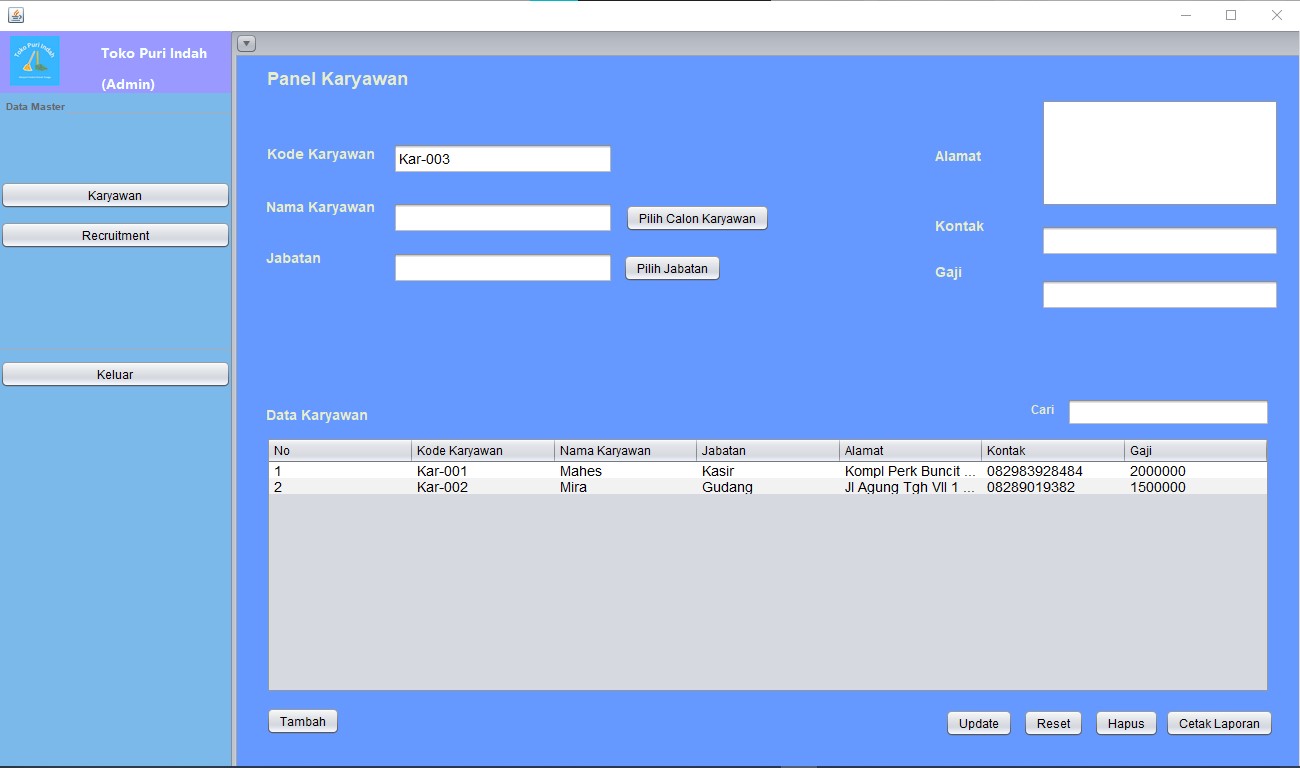 Toko Puri Indah
Toko Puri Indah
(Admin)
Data Master
Karyawan
Recruitment
Keluar
Panel Karyawan
Kode Karyawan Kar-003
Nama Karyawan Pilih Calon Karyawan
Jabatan Pilih Jabatan
Alamat
Kontak
Gaji
Data Karyawan Cari
No Kode Karyawan Nama Karyawan Jabatan Alamat Kontak Gaji
1 Kar-001 Mahes Kasir Kompl Perk Buncit ... 082983928484 2000000
2 Kar-002 Mira Gudang Jl Agung Tgh VII 1 ... 08289019382 1500000
Tambah Update Reset Hapus Cetak Laporan